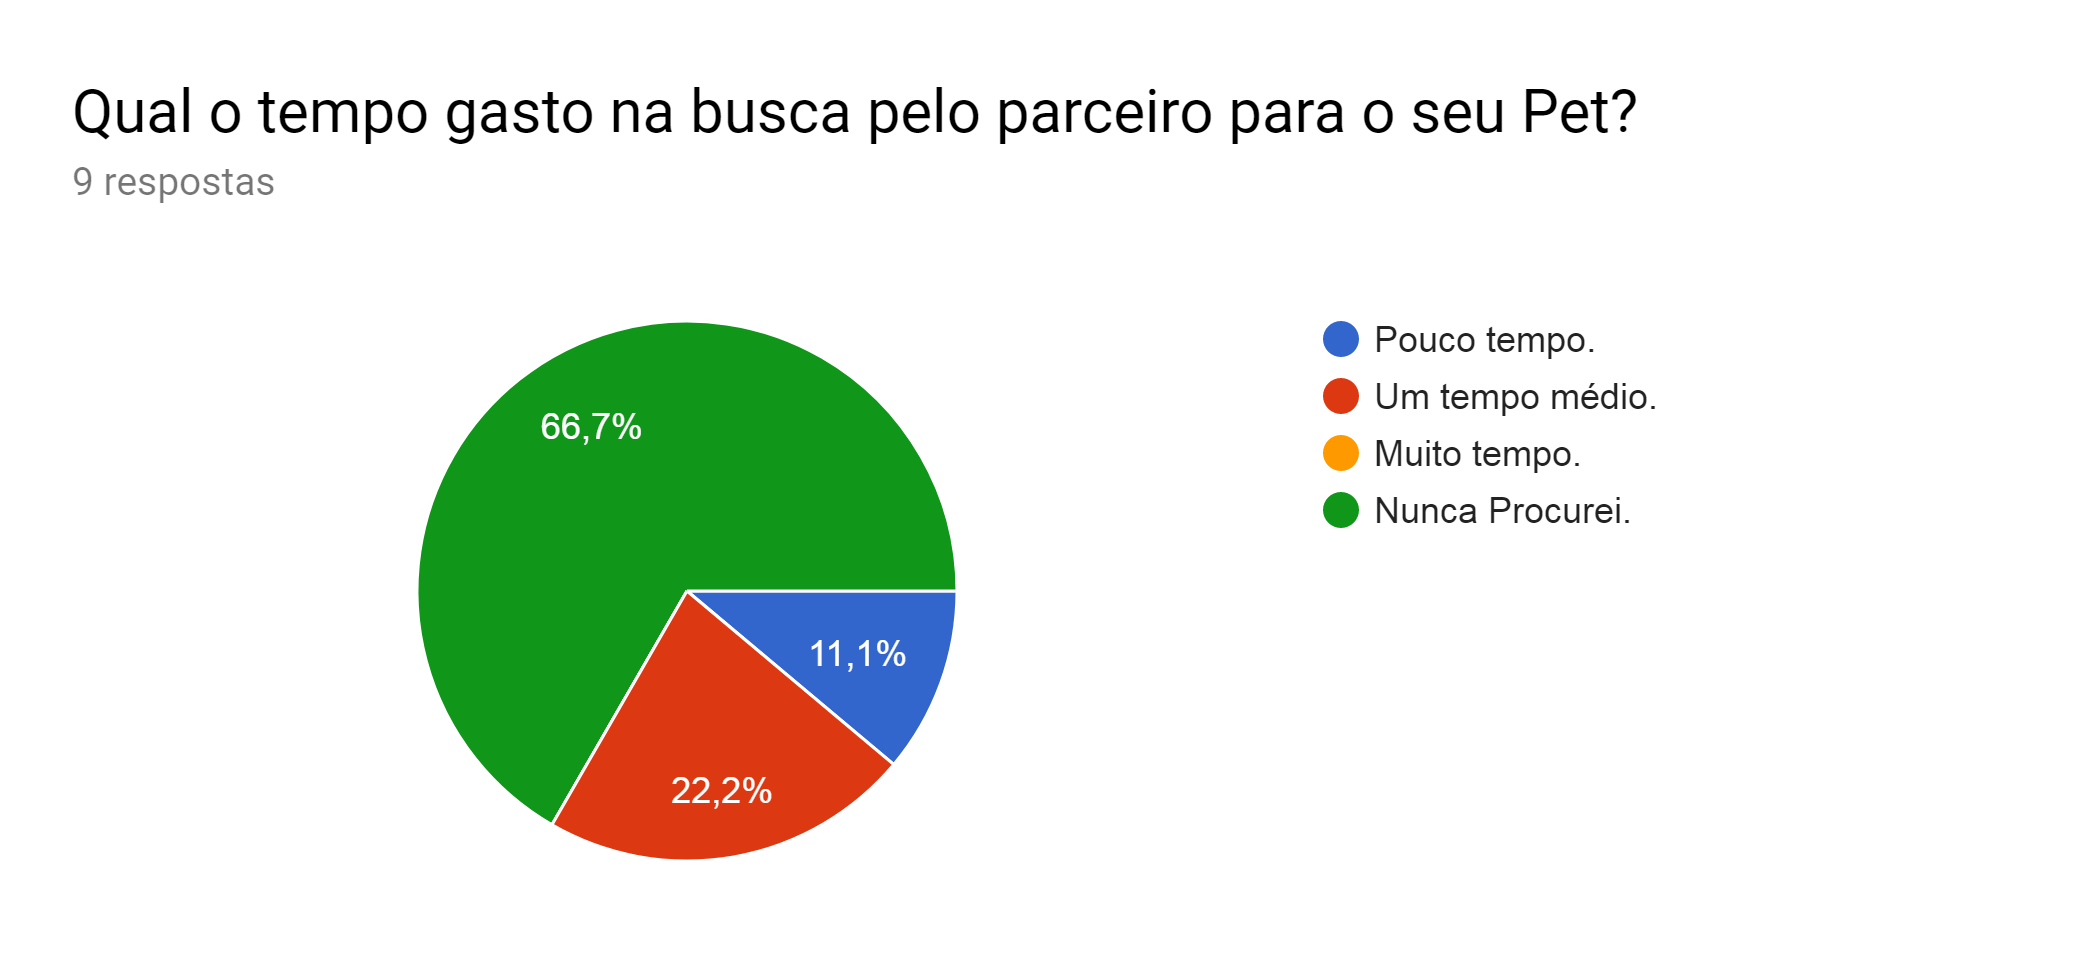 Qual o tempo gasto na busca pelo parceiro para o seu Pet?
9 respostas
66,7%
11,1%
22,2%
Pouco tempo.
Um tempo médio.
Muito tempo.
Nunca Procurei.